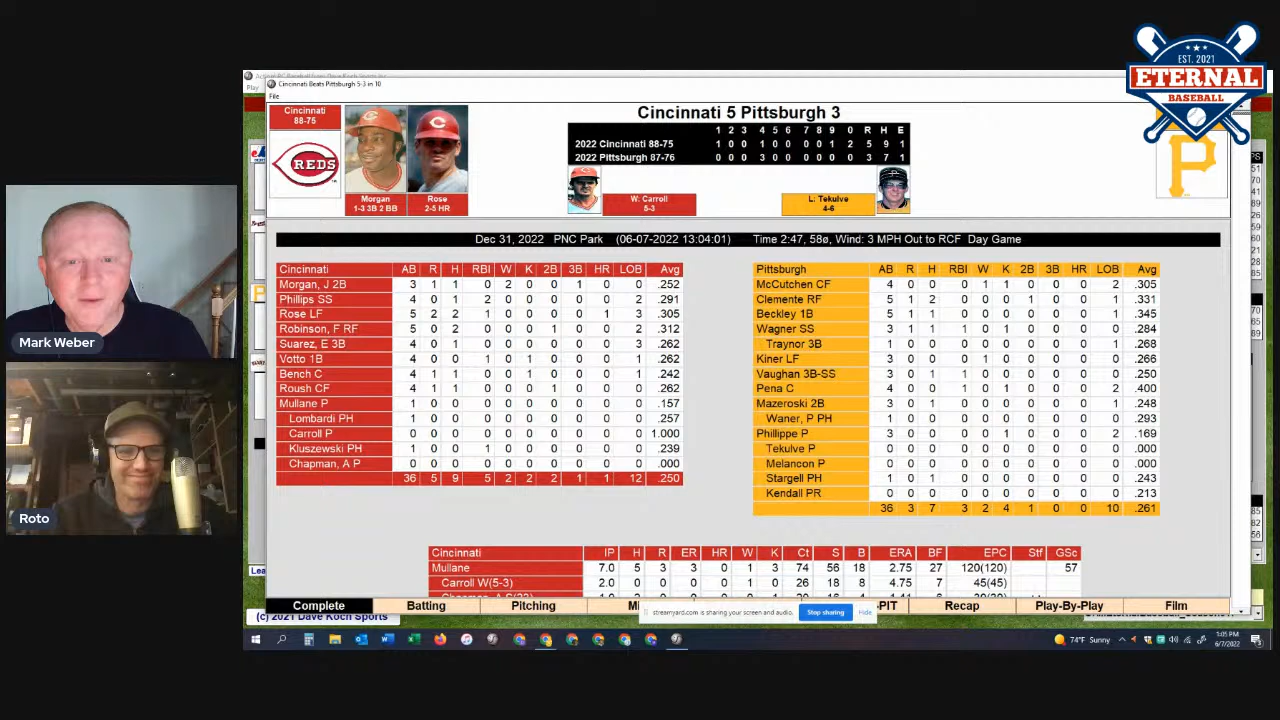 EST. 2021
ETERNAL
BASEBALL
Play
Cincinnati Beats Pittsburgh 5-3 in 10
File
Cincinnati
88-75
REDS
Morgan
1-3 3B 2 BB
Rose
2-5 HR
Cincinnati 5 Pittsburgh 3
1 2 3 4 5 6 7 8 9 0 R H E
2022 Cincinnati 88-75 1 0 0 1 0 0 0 0 1 2 5 9 1
2022 Pittsburgh 87-76 0 0 0 3 0 0 0 0 0 0 3 7 1
W: Carroll
5-3
L: Tekulve
4-6
P
Dec 31, 2022 PNC Park (06-07-2022 13:04:01) Time 2:47, 58ø, Wind: 3 MPH Out to RCF Day Game
Cincinnati AB R H RBI W K 2B 3B HR LOB Avg
Morgan, J 2B 3 1 1 0 2 0 0 1 0 0 .252
Phillips SS 4 0 1 2 0 0 0 0 0 2 .291
Rose LF 5 2 2 1 0 0 0 0 1 3 .305
Robinson, F RF 5 0 2 0 0 0 1 0 0 2 .312
Suarez, E 3B 4 0 1 0 0 0 0 0 0 3 .262
Votto 1B 4 0 0 1 0 1 0 0 0 1 .262
Bench C 4 1 1 0 0 1 0 0 0 1 .242
Roush CF 4 1 1 0 0 0 1 0 0 0 .262
Mullane P 1 0 0 0 0 0 0 0 0 0 .157
Lombardi PH 1 0 0 0 0 0 0 0 0 0 .257
Carroll P 0 0 0 0 0 0 0 0 0 0 1.000
Kluszewski PH 1 0 0 1 0 0 0 0 0 0 .239
Chapman, A P 0 0 0 0 0 0 0 0 0 0 .000
36 5 9 5 2 2 2 1 1 12 .250
Pittsburgh AB R H RBI W K 2B 3B HR LOB Avg
McCutchen CF 4 0 0 0 1 1 0 0 0 2 .305
Clemente RF 5 1 2 0 0 0 1 0 0 1 .331
Beckley 1B 5 1 1 0 0 0 0 0 0 1 .345
Wagner SS 3 1 1 1 0 1 0 0 0 0 .284
Traynor 3B 1 0 0 0 0 0 0 0 0 1 .268
Kiner LF 3 0 0 0 1 0 0 0 0 0 .266
Vaughan 3B-SS 3 0 1 1 0 0 0 0 0 0 .250
Pena C 4 0 0 1 0 1 0 0 0 2 .400
Mazeroski 2B 3 0 1 0 0 0 0 0 0 1 .248
Waner, P PH 1 0 0 0 0 0 0 0 0 0 .293
Phillippe P 3 0 0 0 0 1 0 0 0 2 .169
Tekulve P 0 0 0 0 0 0 0 0 0 0 .000
Melancon P 0 0 0 0 0 0 0 0 0 0 .000
Stargell PH 1 0 1 0 0 0 0 0 0 0 .243
Kendall PR 0 0 0 0 0 0 0 0 0 0 .213
36 3 7 3 2 4 1 0 0 10 .261
Cincinnati IP H R ER HR W K Ct S B ERA BF EPC Stf GSc
Mullane 7.0 5 3 3 0 1 3 74 56 18 2.75 27 120(120) 57
Carroll W(5-3) 2.0 1 0 0 0 1 0 26 18 8 4.75 7 45(45)
Mark Weber
Roto
Complete Batting Pitching PIT Recap Play-By-Play Film
streamyard.com is sharing your screen and audio. Stop sharing Hide
(c) 2021 Dave Koch Sports
74°F Sunny
1:05 PM
6/7/2022